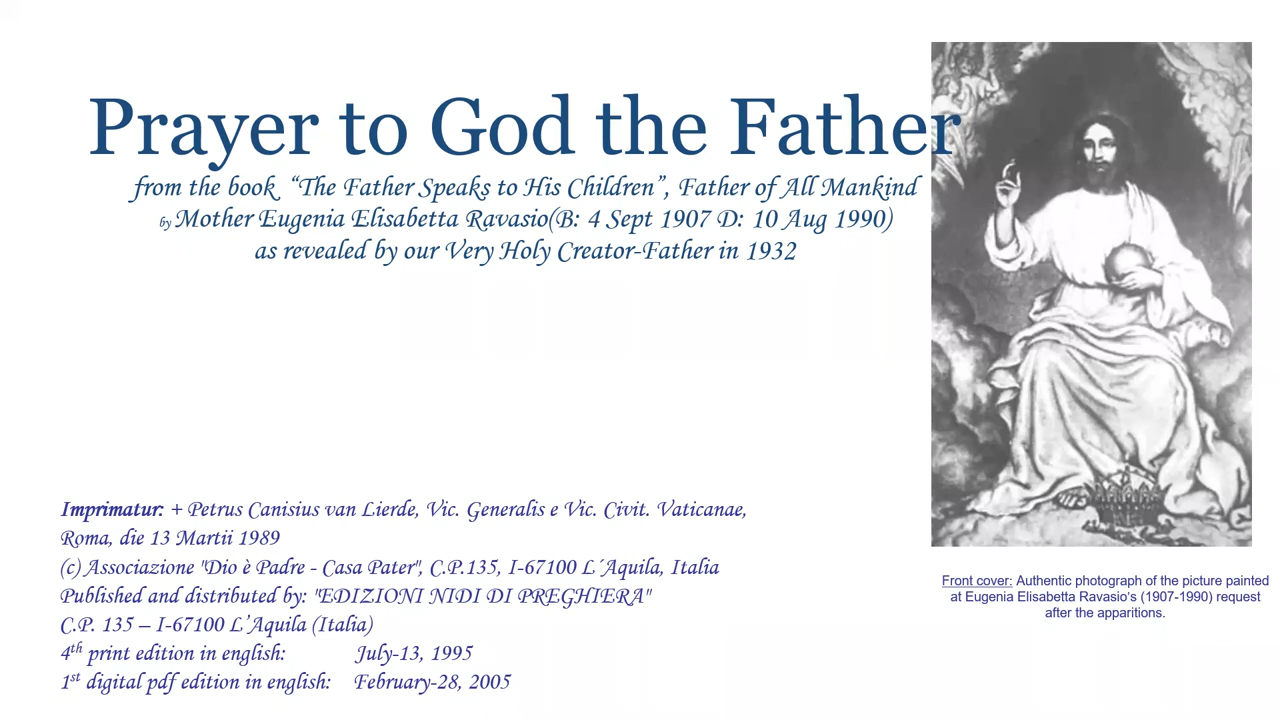 Prayer to God the Father
from the book “The Father Speaks to His Children”, Father of All Mankind
by Mother Eugenia Elisabetta Ravasio(B: 4 Sept 1907 D: 10 Aug 1990)
as revealed by our Very Holy Creator-Father in 1932
Imprimatur: + Petrus Canisius van Lierde, Vic. Generalis e Vic. Civit. Vaticanae,
Roma, die 13 Martii 1989
(c) Associazione "Dio è Padre - Casa Pater", C.P.135, I-67100 L´Aquila, Italia
Published and distributed by: "EDIZIONI NIDI DI PREGHIERA"
C.P. 135 – I-67100 L’Aquila (Italia)
4th print edition in english: July-13, 1995
1st digital pdf edition in english: February-28, 2005
Front cover: Authentic photograph of the picture painted
at Eugenia Elisabetta Ravasio’s (1907-1990) request
after the apparitions.